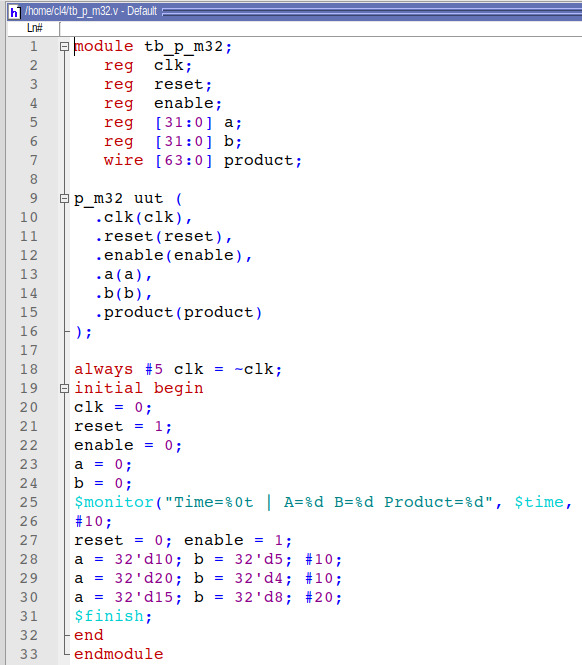 /home/cl4/tb_p_m32.v - Default
Ln#
1 module tb_p_m32;
2 reg clk;
3 reg reset;
4 reg enable;
5 reg [31:0] a;
6 reg [31:0] b;
7 wire [63:0] product;
8
9 p_m32 uut (
10 .clk(clk),
11 .reset(reset),
12 .enable(enable),
13 .a(a),
14 .b(b),
15 .product(product)
16 );
17
18 always #5 clk = ~clk;
19 initial begin
20 clk = 0;
21 reset = 1;
22 enable = 0;
23 a = 0;
24 b = 0;
25 $monitor("Time=%0t | A=%d B=%d Product=%d", $time,
26 #10;
27 reset = 0; enable = 1;
28 a = 32'd10; b = 32'd5; #10;
29 a = 32'd20; b = 32'd4; #10;
30 a = 32'd15; b = 32'd8; #20;
31 $finish;
32 end
33 endmodule